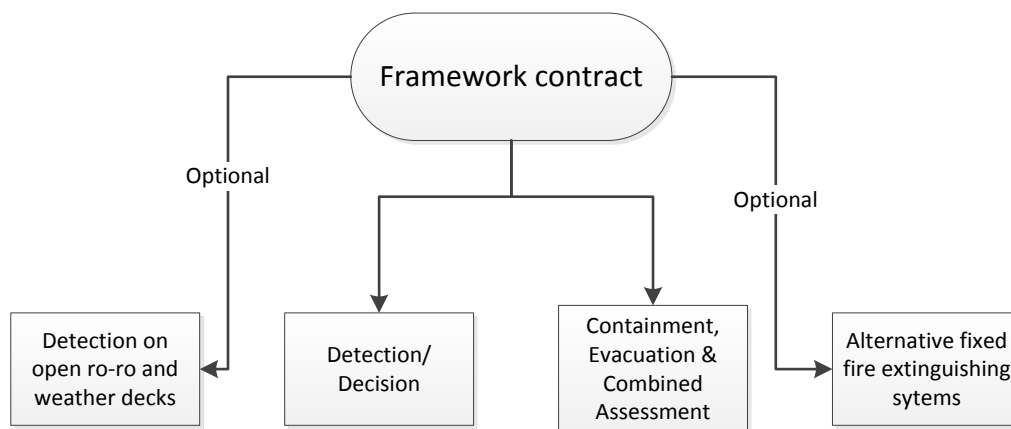 Framework contract
Optional
Optional
Detection on
open ro-ro and
weather decks
Detection/
Decision
Containment,
Evacuation &
Combined
Assessment
Alternative fixed
fire extinguishing
sytems